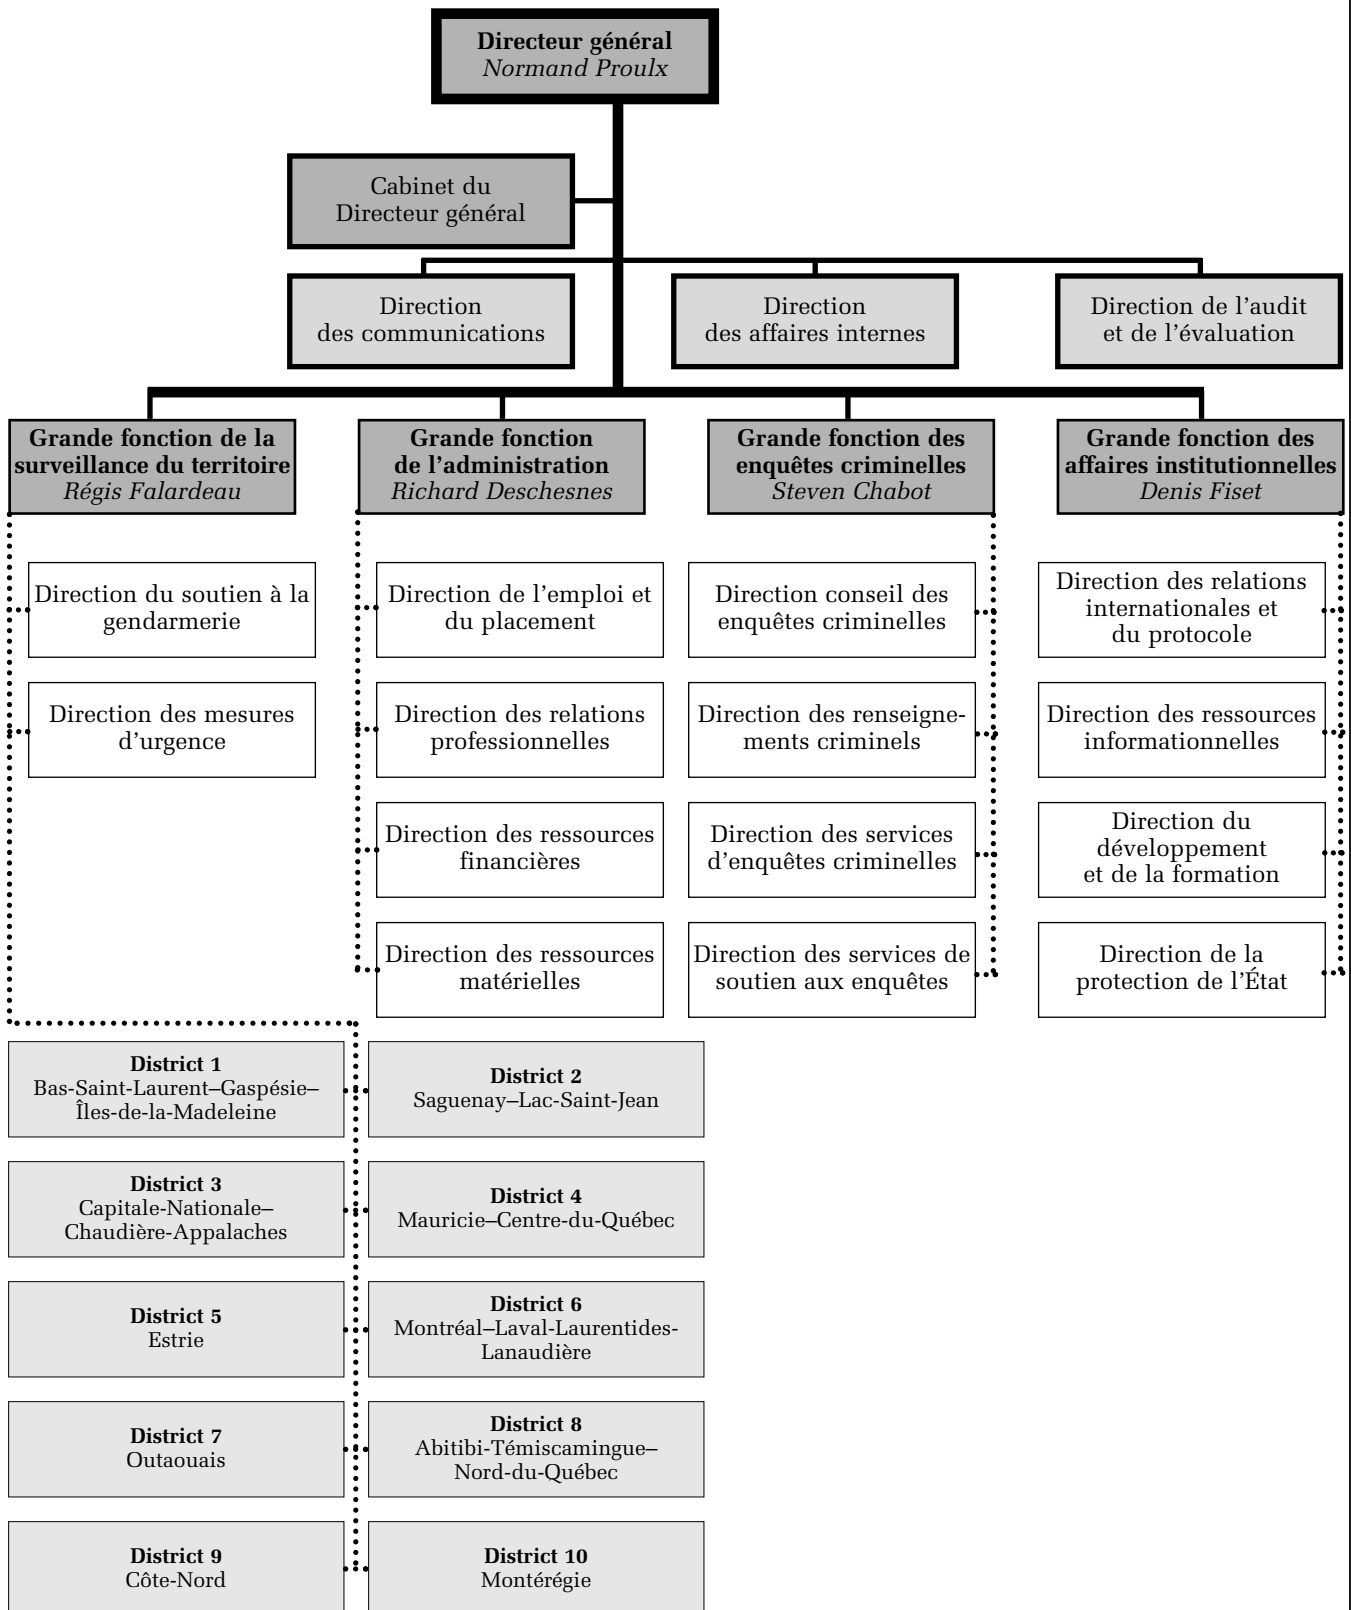 Directeur général
Normand Proulx
Cabinet du
Directeur général
Direction
des communications
Direction
des affaires internes
Direction de l'audit
et de l'évaluation
Grande fonction de la
surveillance du territoire
Régis Falardeau
Grande fonction
de l'administration
Richard Deschesnes
Grande fonction des
enquêtes criminelles
Steven Chabot
Grande fonction des
affaires institutionnelles
Denis Fiset
Direction du soutien à la
gendarmerie
Direction de l'emploi et
du placement
Direction conseil des
enquêtes criminelles
Direction des relations
internationales et
du protocole
Direction des mesures
d'urgence
Direction des relations
professionnelles
Direction des renseigne-
ments criminels
Direction des ressources
informationnelles
Direction des ressources
financières
Direction des services
d'enquêtes criminelles
Direction du
développement
et de la formation
Direction des ressources
matérielles
Direction des services de
soutien aux enquêtes
Direction de la
protection de l'État
District 1
Bas-Saint-Laurent–Gaspésie–
Îles-de-la-Madeleine
District 2
Saguenay–Lac-Saint-Jean
District 3
Capitale-Nationale–
Chaudière-Appalaches
District 4
Mauricie–Centre-du-Québec
District 5
Estrie
District 6
Montréal–Laval-Laurentides-
Lanaudière
District 7
Outaouais
District 8
Abitibi-Témiscamingue–
Nord-du-Québec
District 9
Côte-Nord
District 10
Montérégie